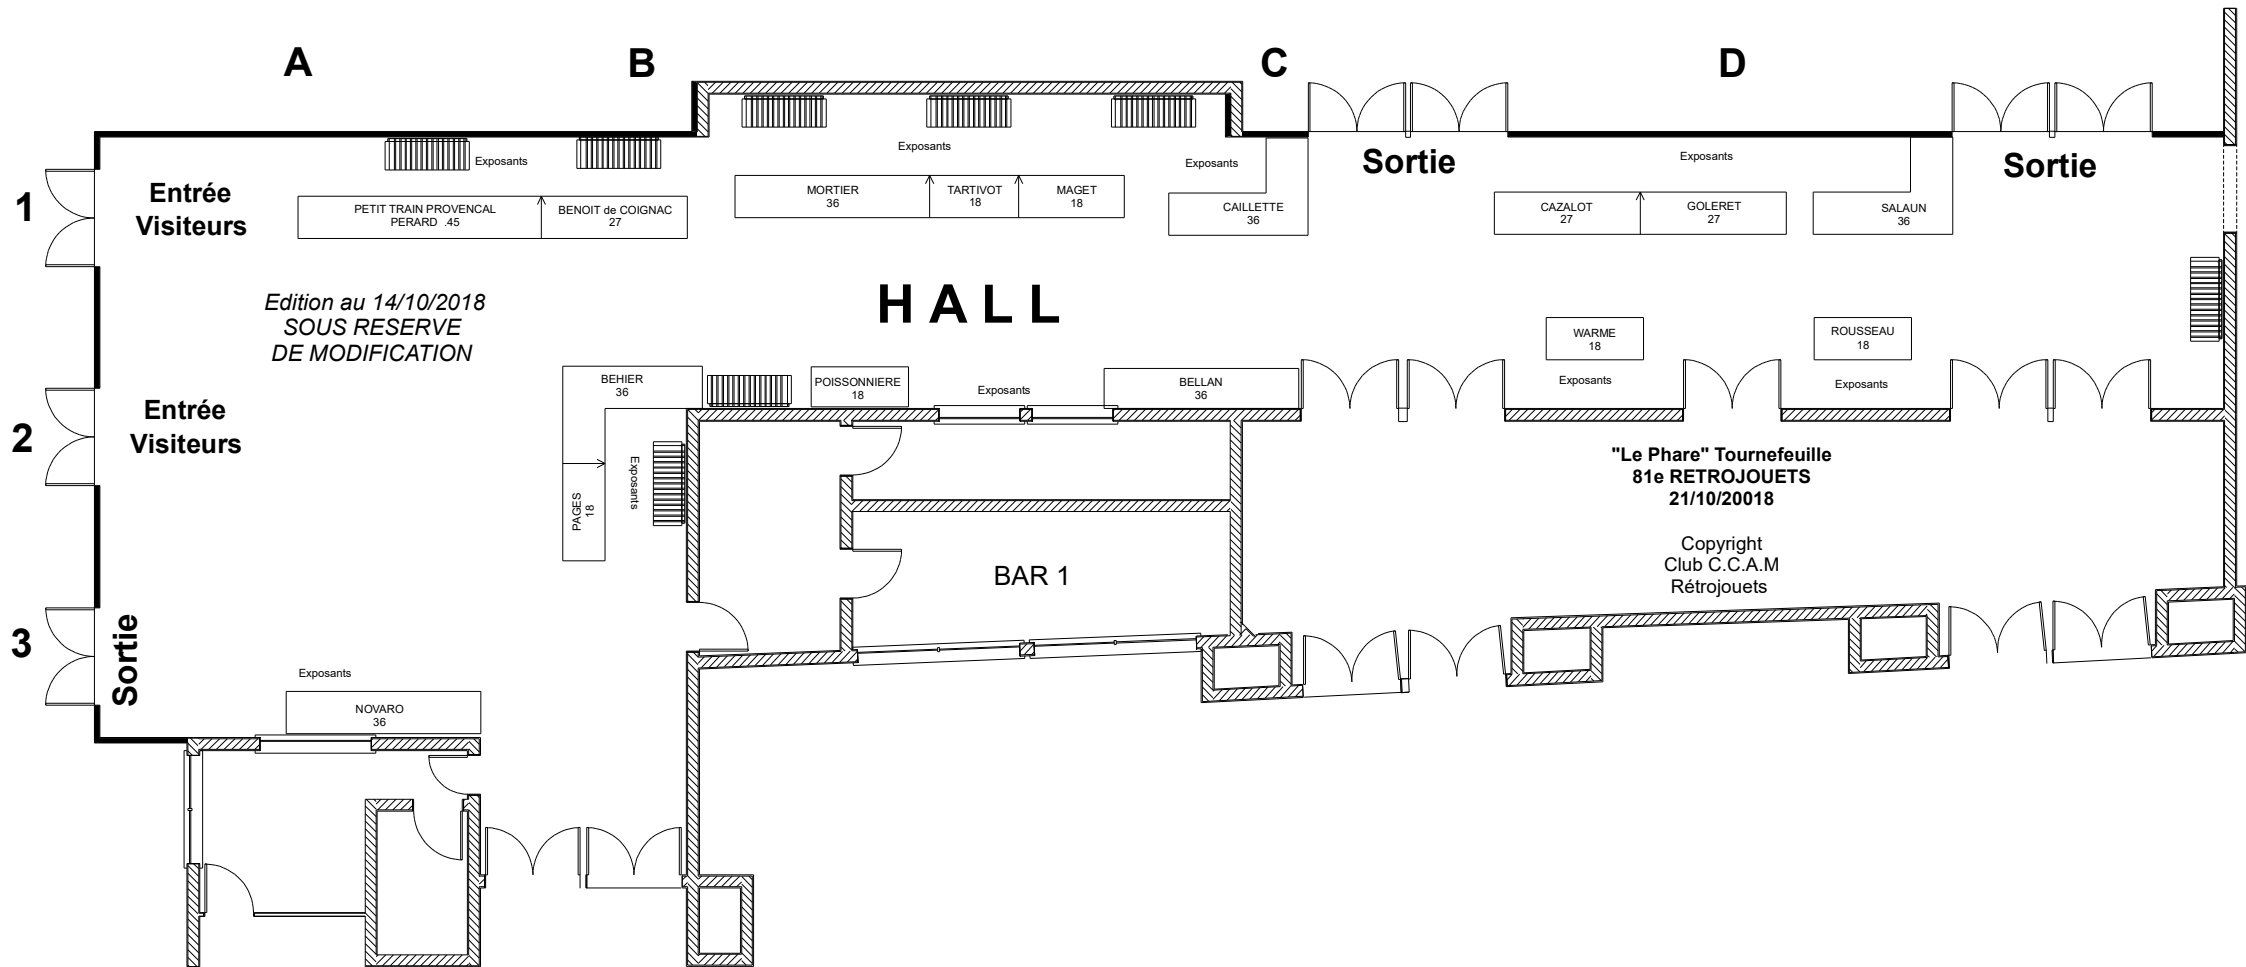 A
B
C
D
1
2
3
Entrée
Visiteurs
Exposants
PETIT TRAIN PROVENCAL
PERARD .45
BENOIT de COIGNAC
27
Exposants
MORTIER
36
TARTIVOT
18
MAGET
18
Exposants
CAILLETTE
36
Sortie
Exposants
CAZALOT
27
GOLERET
27
SALAUN
36
Sortie
Edition au 14/10/2018
SOUS RESERVE
DE MODIFICATION
HALL
WARME
18
Exposants
ROUSSEAU
18
Exposants
Entrée
Visiteurs
BEHIER
36
POISSONNIERE
18
Exposants
BELLAN
36
PAGES
18
Exposants
"Le Phare" Tournefeuille
81e RETROJOUETS
21/10/20018
Copyright
Club C.C.A.M
Rétrojouets
BAR 1
Sortie
Exposants
NOVARO
36